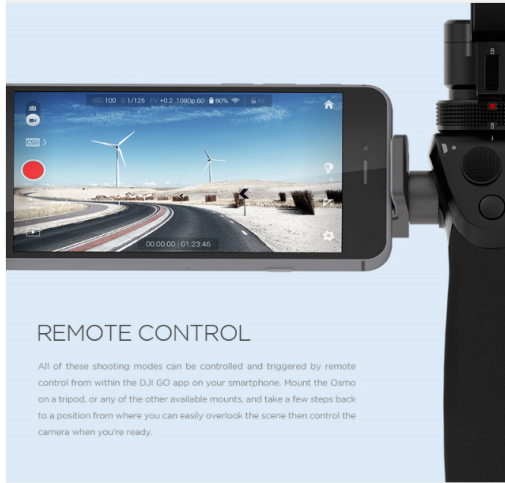 ISO 100 S 1/125 EV +0.2 1080p 60 80% AE
00:00:00 01:23:46
REMOTE CONTROL
All of these shooting modes can be controlled and triggered by remote
control from within the DJI GO app on your smartphone. Mount the Osmo
on a tripod, or any of the other available mounts, and take a few steps back
to a position from where you can easily overlook the scene then control the
camera when you're ready.